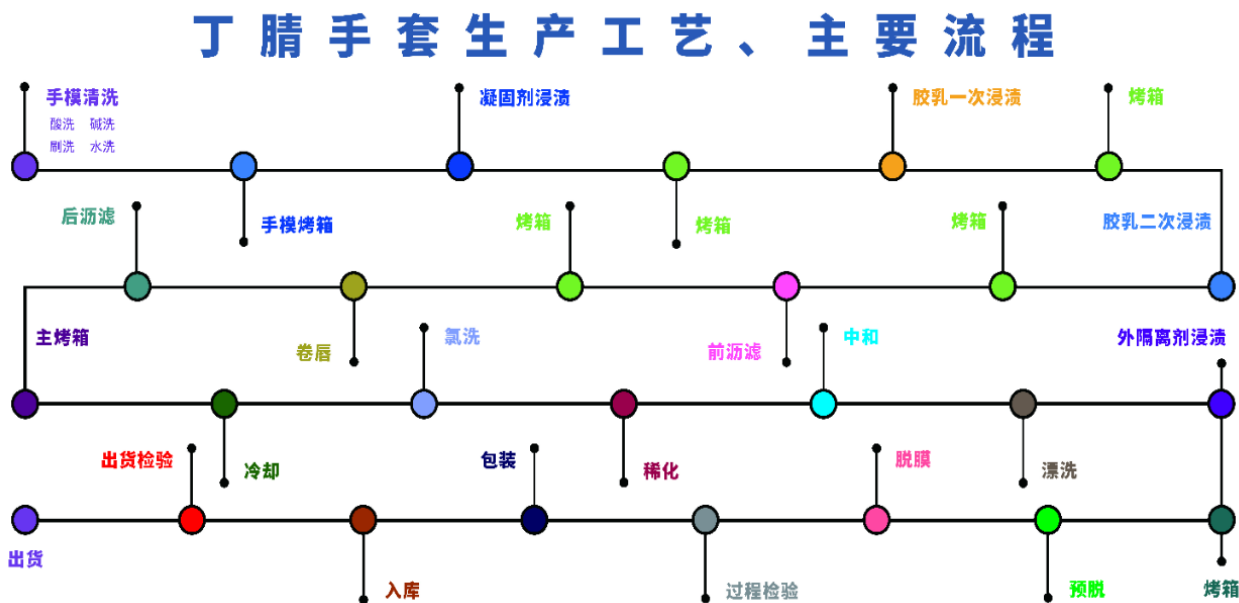 丁腈手套生产工艺、主要流程
手模清洗
酸洗 碱洗
刷洗 水洗
凝固剂浸渍
胶乳一次浸渍
烤箱
后沥滤
手模烤箱
烤箱
烤箱
烤箱
胶乳二次浸渍
主烤箱
卷唇
氯洗
前沥滤
中和
外隔离剂浸渍
出货检验
冷却
包装
稀化
脱膜
漂洗
出货
入库
过程检验
预脱
烤箱